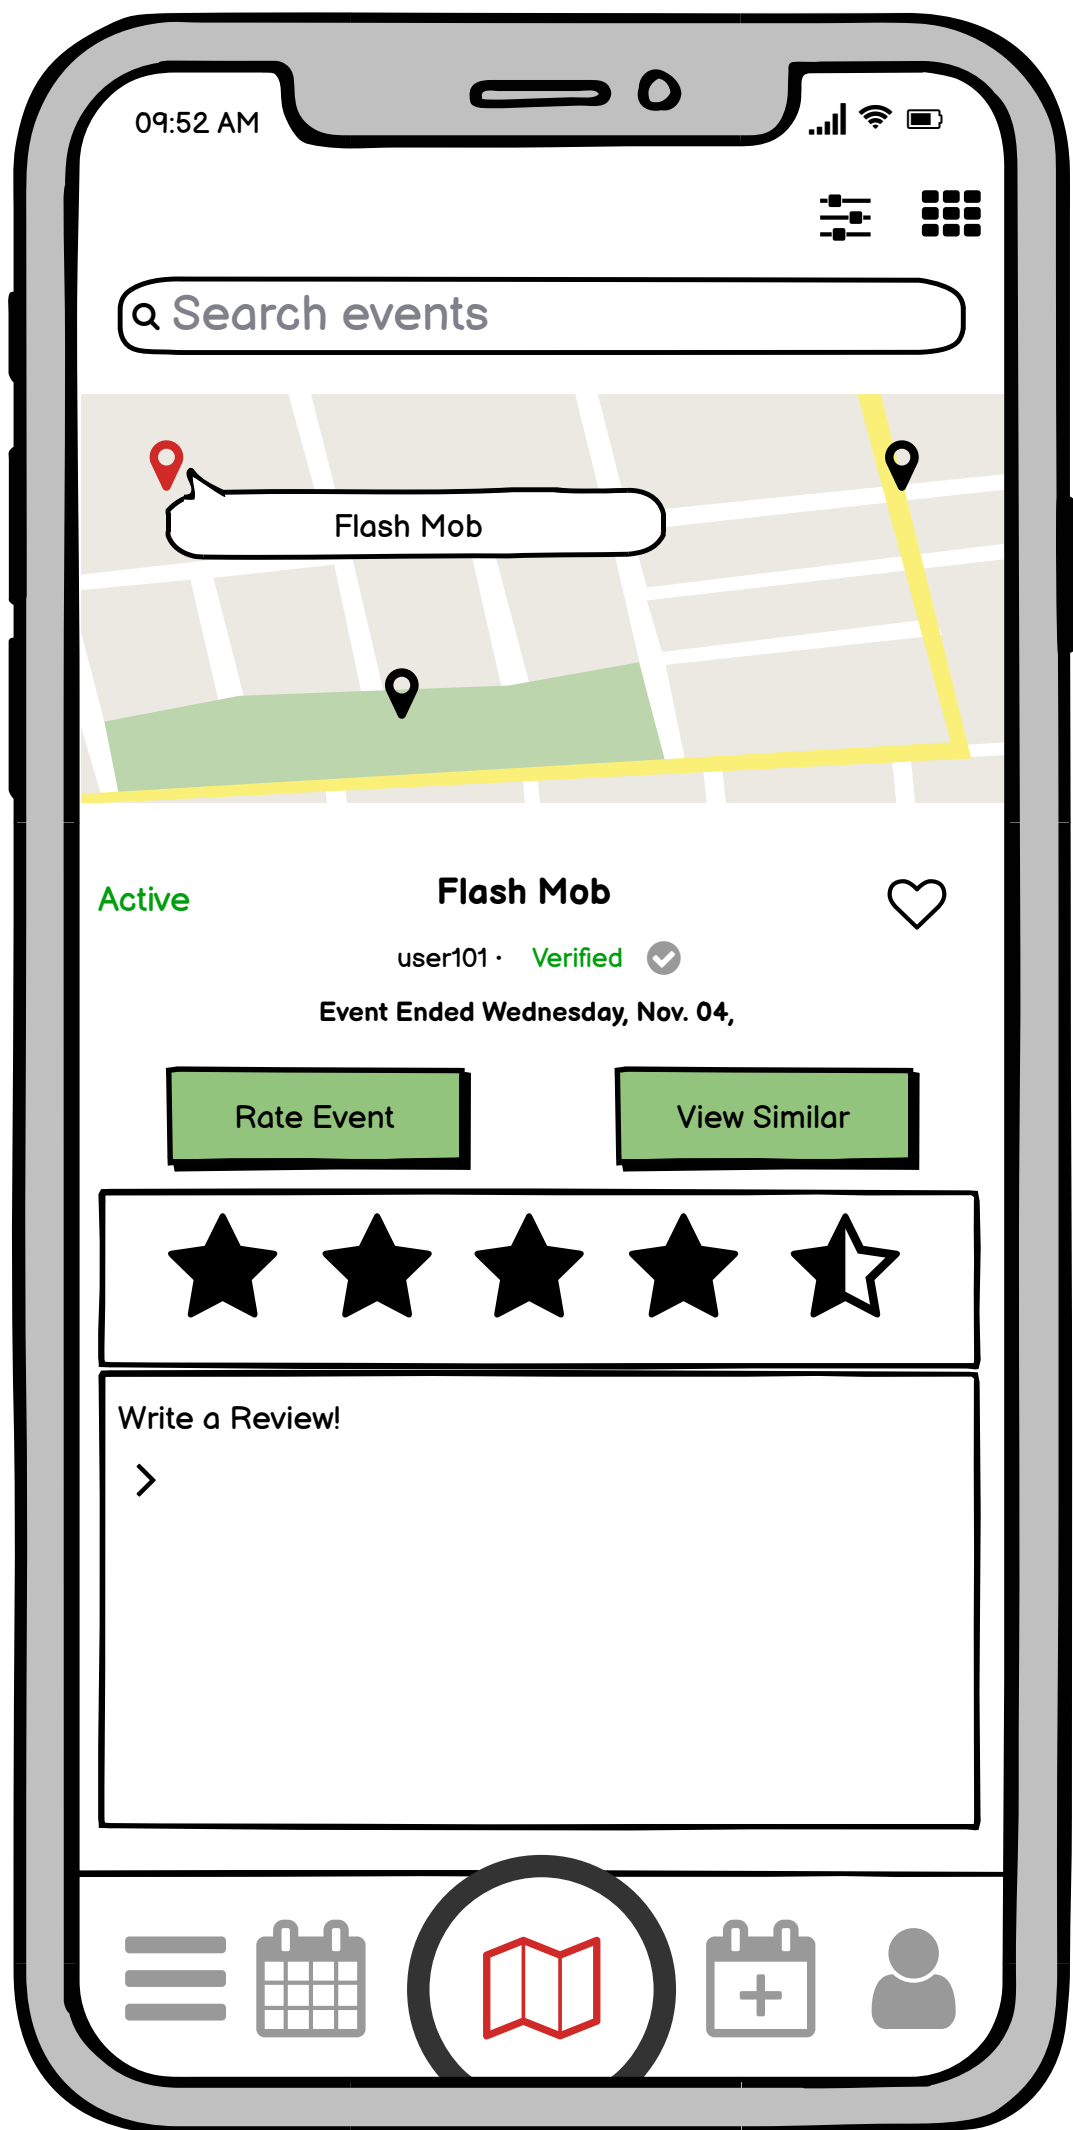 09:52 AM
Search events
Flash Mob
Active
Flash Mob
user101 · Verified
Event Ended Wednesday, Nov. 04,
Rate Event
View Similar
Write a Review!